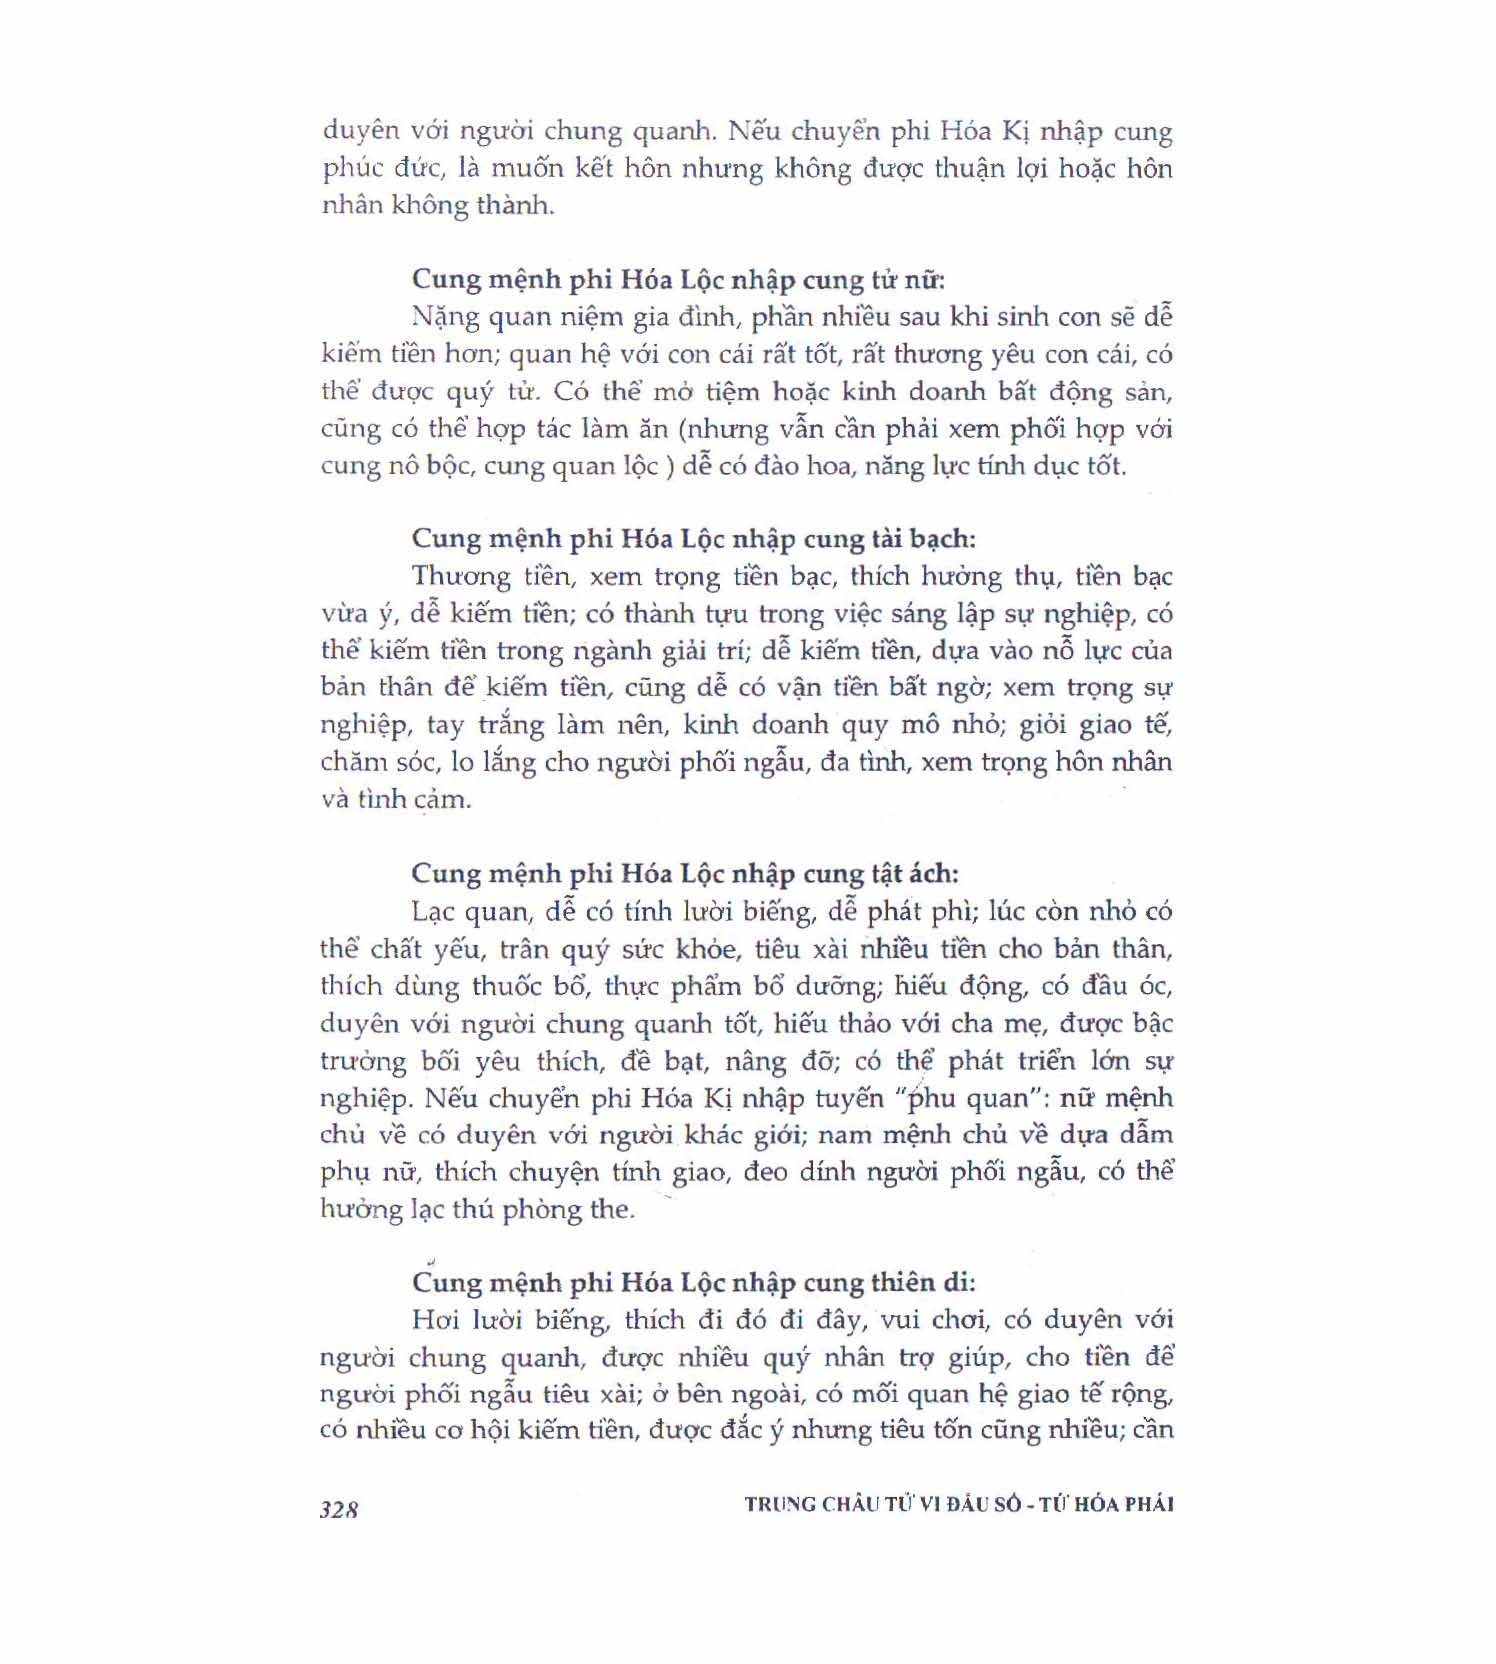 duyên với người chung quanh. Nếu chuyển phi Hóa Kị nhập cung
phúc đức, là muốn kết hôn nhưng không được thuận lợi hoặc hôn
nhân không thành.
Cung mệnh phi Hóa Lộc nhập cung tử nữ:
Nặng quan niệm gia đình, phần nhiều sau khi sinh con sẽ dễ
kiếm tiền hơn; quan hệ với con cái rất tốt, rất thương yêu con cái, có
thể được quý tử. Có thể mở tiệm hoặc kinh doanh bất động sản,
cũng có thể hợp tác làm ăn (nhưng vẫn cần phải xem phối hợp với
cung nô bộc, cung quan lộc ) dễ có đào hoa, năng lực tính dục tốt.
Cung mệnh phi Hóa Lộc nhập cung tài bạch:
Thương tiền, xem trọng tiền bạc, thích hưởng thụ, tiền bạc
vừa ý, dễ kiếm tiền; có thành tựu trong việc sáng lập sự nghiệp, có
thể kiếm tiền trong ngành giải trí; dễ kiếm tiền, dựa vào nỗ lực của
bản thân để kiếm tiền, cũng dễ có vận tiền bất ngờ; xem trọng sự
nghiệp, tay trắng làm nên, kinh doanh quy mô nhỏ; giỏi giao tế,
chăm sóc, lo lắng cho người phối ngẫu, đa tình, xem trọng hôn nhân
và tình cảm.
Cung mệnh phi Hóa Lộc nhập cung tật ách:
Lạc quan, dễ có tính lười biếng, dễ phát phì; lúc còn nhỏ có
thể chất yếu, trân quý sức khỏe, tiêu xài nhiều tiền cho bản thân,
thích dùng thuốc bổ, thực phẩm bổ dưỡng; hiếu động, có đầu óc,
duyên với người chung quanh tốt, hiếu thảo với cha mẹ, được bậc
trưởng bối yêu thích, đề bạt, nâng đỡ; có thể phát triển lớn sự
nghiệp. Nếu chuyển phi Hóa Kị nhập tuyến "phu quan": nữ mệnh
chủ về có duyên với người khác giới; nam mệnh chủ về dựa dẫm
phụ nữ, thích chuyện tính giao, đeo dính người phối ngẫu, có thể
hưởng lạc thú phòng the.
Cung mệnh phi Hóa Lộc nhập cung thiên di:
Hơi lười biếng, thích đi đó đi đây, vui chơi, có duyên với
người chung quanh, được nhiều quý nhân trợ giúp, cho tiền để
người phối ngẫu tiêu xài; ở bên ngoài, có mối quan hệ giao tế rộng,
có nhiều cơ hội kiếm tiền, được đắc ý nhưng tiêu tốn cũng nhiều; cần
328 TRUNG CHÂU TỬ VI ĐẨU SỐ - TỨ HÓA PHÁI